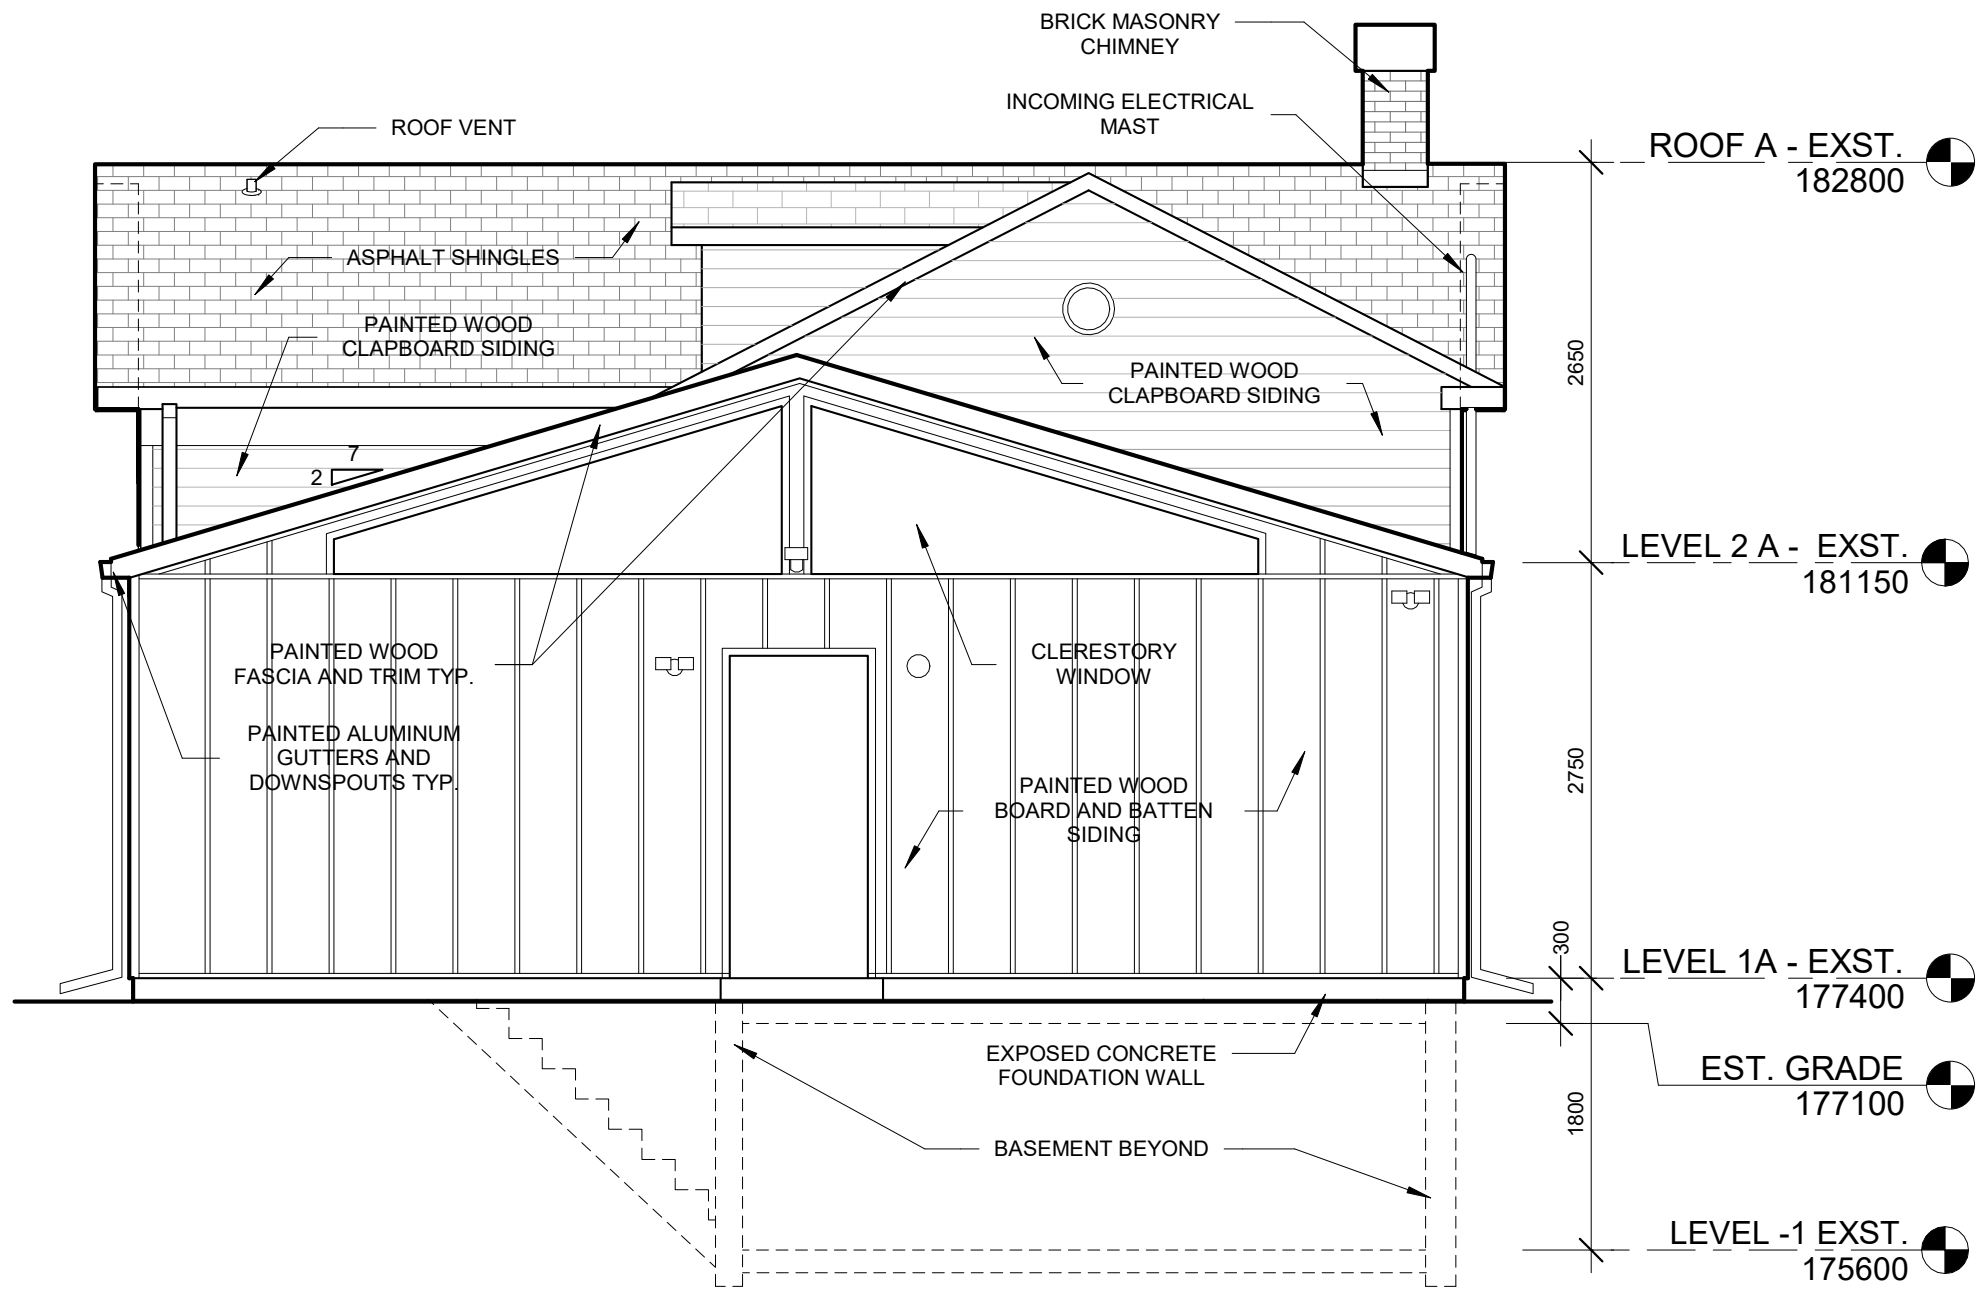 BRICK MASONRY
CHIMNEY
INCOMING ELECTRICAL
MAST
ROOF VENT
ROOF A - EXST.
182800
ASPHALT SHINGLES
PAINTED WOOD
CLAPBOARD SIDING
PAINTED WOOD
CLAPBOARD SIDING
2650
7
2
LEVEL 2 A - EXST.
181150
PAINTED WOOD
FASCIA AND TRIM TYP.
CLERESTORY
WINDOW
PAINTED ALUMINUM
GUTTERS AND
DOWNSPOUTS TYP.
2750
PAINTED WOOD
BOARD AND BATTEN
SIDING
300
LEVEL 1A - EXST.
177400
EXPOSED CONCRETE
FOUNDATION WALL
EST. GRADE
177100
1800
BASEMENT BEYOND
LEVEL -1 EXST.
175600